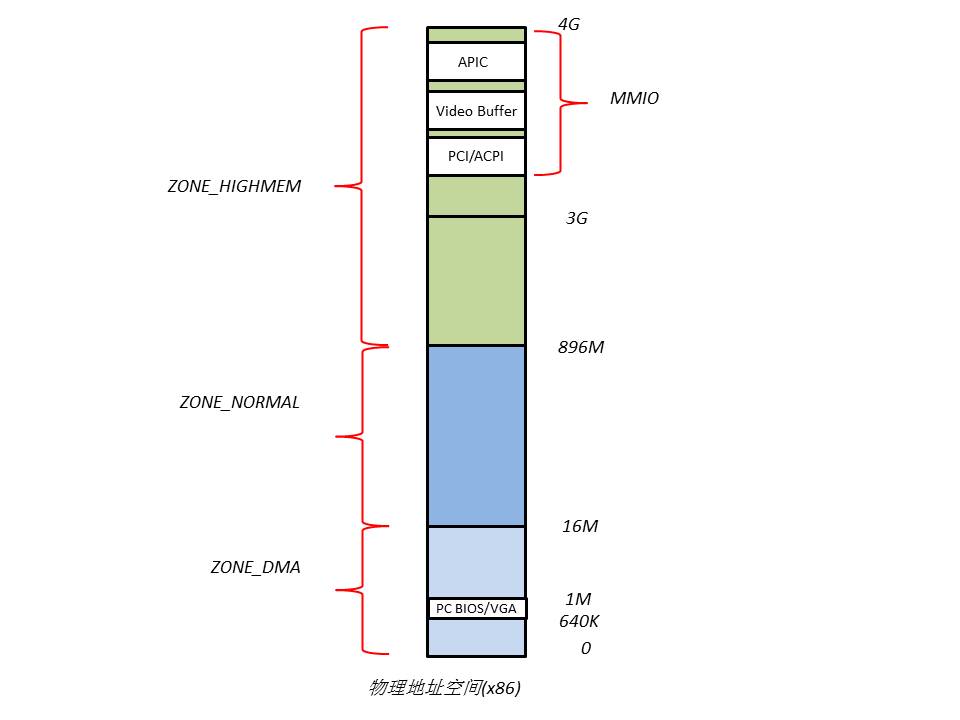 4G
APIC
MMIO
Video Buffer
PCI/ACPI
ZONE_HIGHMEM
3G
896M
ZONE_NORMAL
16M
ZONE_DMA
1M
PC BIOS/VGA
640K
0
物理地址空间(x86)